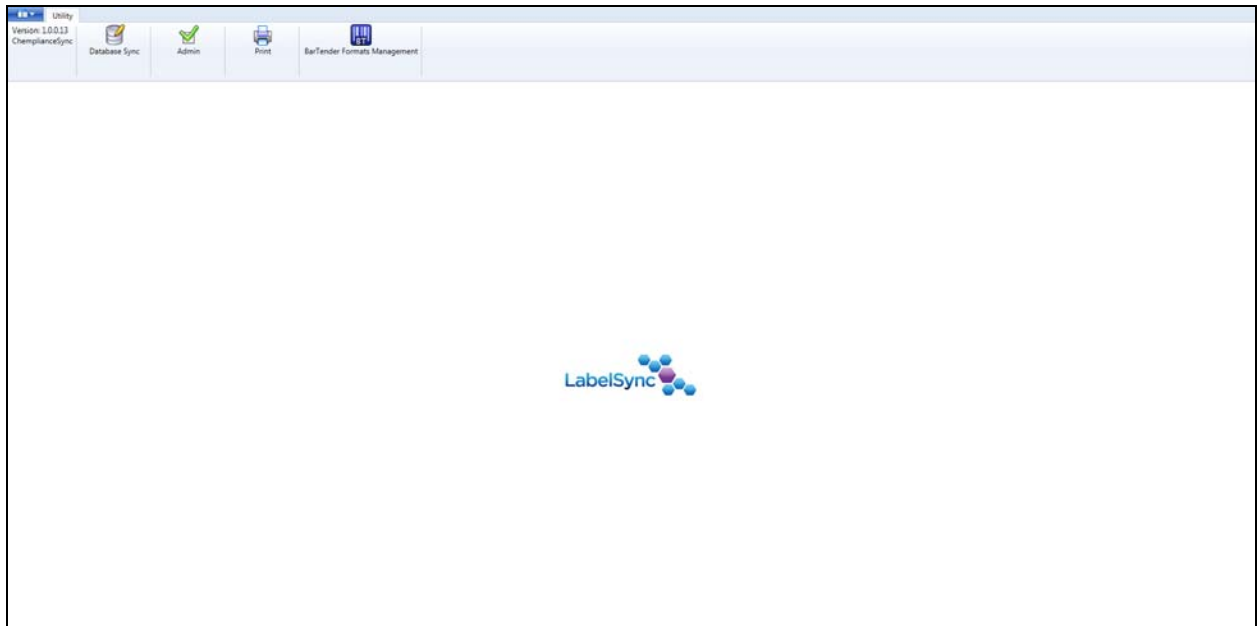 Utility
Version: 1.0.0.13
ChemplianceSync
Database Sync
Admin
Print
BarTender Formats Management
LabelSync